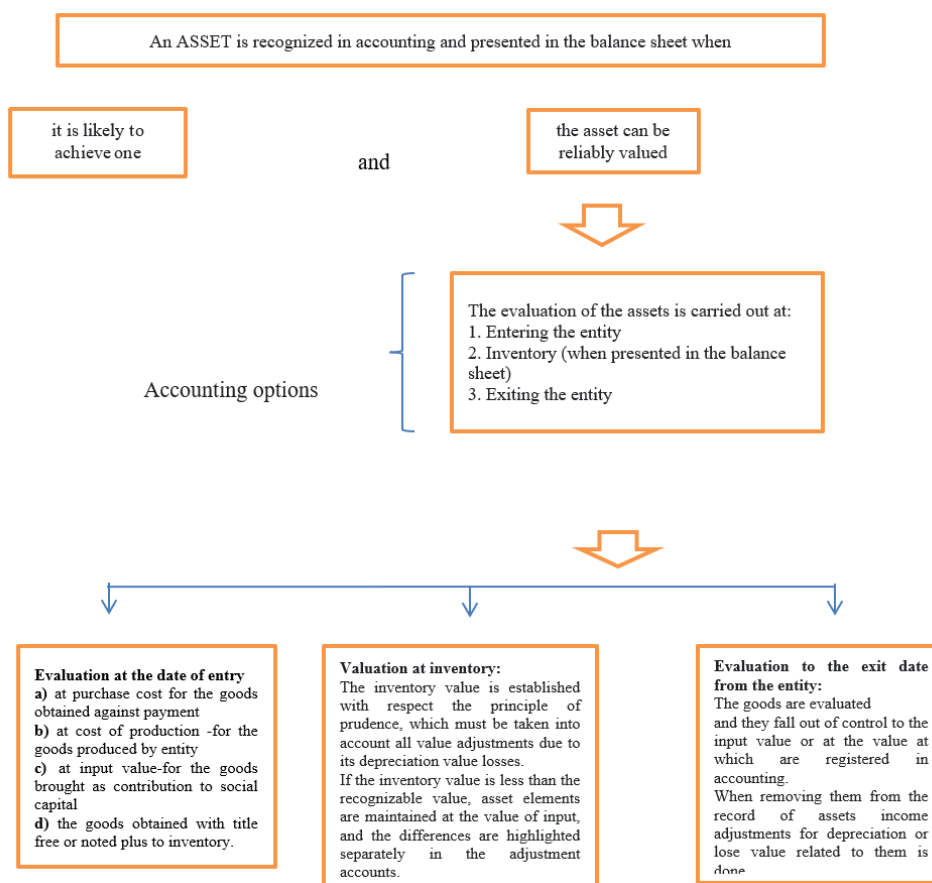 An ASSET is recognized in accounting and presented in the balance sheet when
it is likely to
achieve one
and
the asset can be
reliably valued
Accounting options
The evaluation of the assets is carried out at:
1. Entering the entity
2. Inventory (when presented in the balance
sheet)
3. Exiting the entity
Evaluation at the date of entry
a) at purchase cost for the goods
obtained against payment
b) at cost of production -for the
goods produced by entity
c) at input value-for the goods
brought as contribution to social
capital
d) the goods obtained with title
free or noted plus to inventory.
Valuation at inventory:
The inventory value is established
with respect the principle of
prudence, which must be taken into
account all value adjustments due to
its depreciation value losses.
If the inventory value is less than the
recognizable value, asset elements
are maintained at the value of input,
and the differences are highlighted
separately in the adjustment
accounts.
Evaluation to the exit date
from the entity:
The goods are evaluated
and they fall out of control to the
input value or at the value at
which are registered in
accounting.
When removing them from the
record of assets income
adjustments for depreciation or
lose value related to them is
done